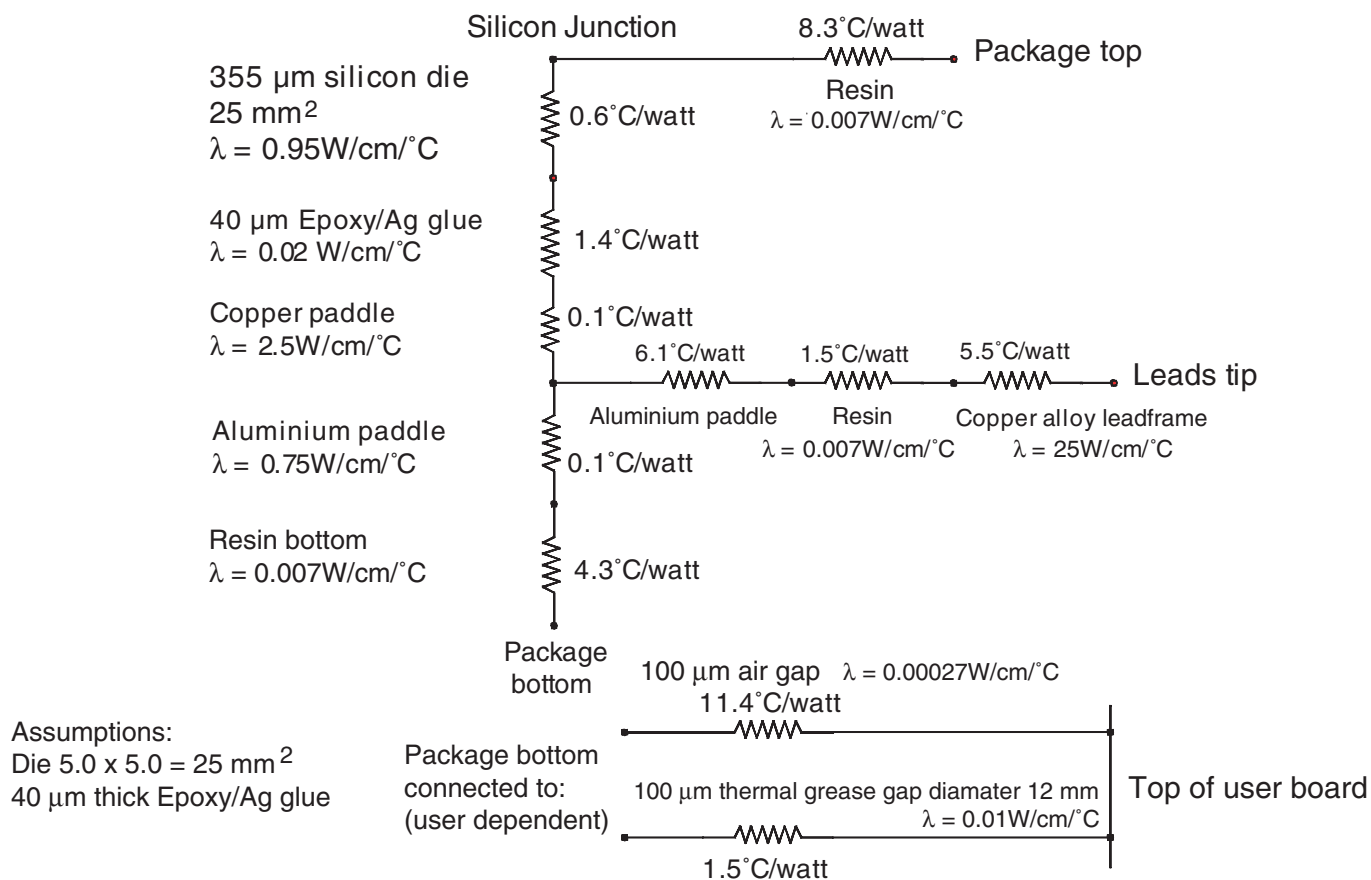 Silicon Junction
8.3˚C/watt
Package top
Resin
λ = 0.007W/cm/˚C
355 µm silicon die
25 mm2
λ = 0.95W/cm/˚C
0.6˚C/watt
40 µm Epoxy/Ag glue
λ = 0.02 W/cm/˚C
1.4˚C/watt
Copper paddle
λ = 2.5W/cm/˚C
0.1˚C/watt
6.1˚C/watt
1.5˚C/watt
5.5˚C/watt
Leads tip
Aluminium paddle
Resin
λ = 0.007W/cm/˚C
Copper alloy leadframe
λ = 25W/cm/˚C
Aluminium paddle
λ = 0.75W/cm/˚C
0.1˚C/watt
Resin bottom
λ = 0.007W/cm/˚C
4.3˚C/watt
Package
bottom
100 µm air gap λ = 0.00027W/cm/˚C
11.4˚C/watt
Assumptions:
Die 5.0 x 5.0 = 25 mm 2
40 µm thick Epoxy/Ag glue
Package bottom
connected to:
(user dependent)
100 µm thermal grease gap diamater 12 mm
λ = 0.01W/cm/˚C
1.5˚C/watt
Top of user board